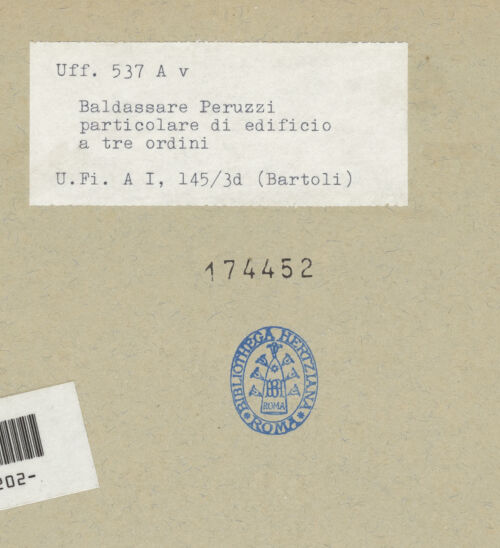 Uff. 537 A v
Baldassare Peruzzi
particolare di edificio
a tre ordini
U.Fi. A I, 145/3d (Bartoli)
174452
BIBLIOTHECA HERTZIANA
ROMA
ROMA
202-